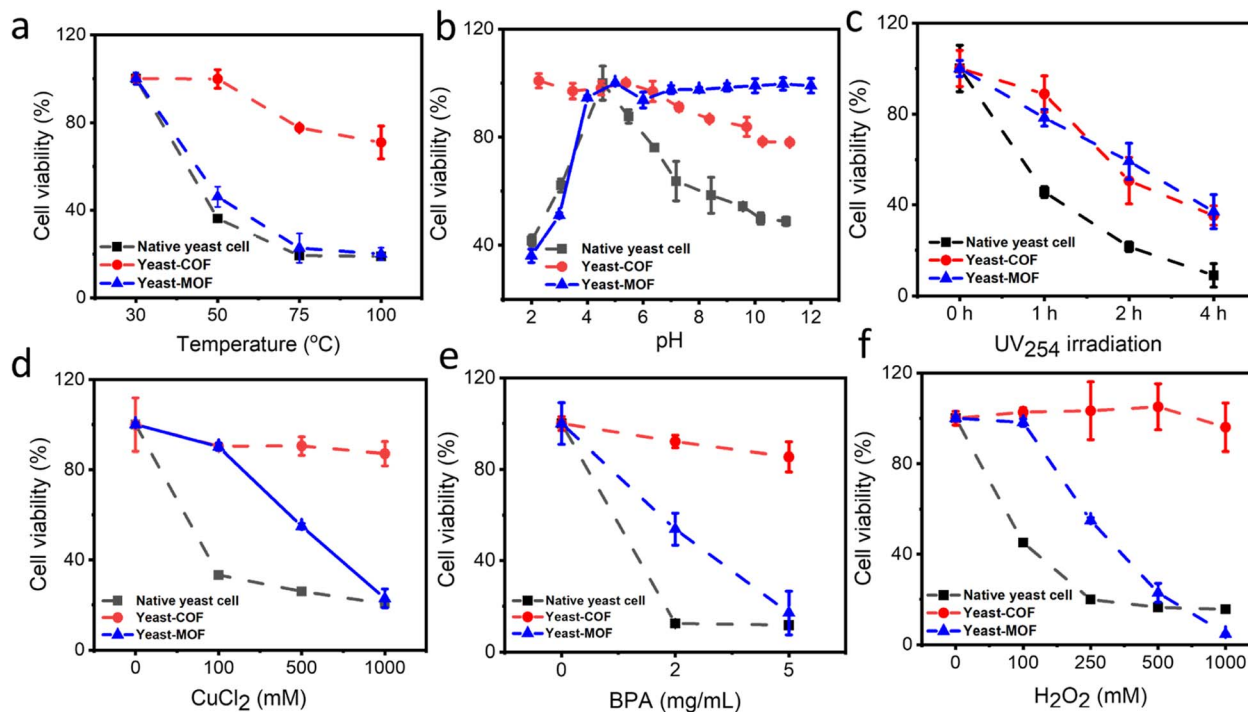 a
Cell viability (%)
120
80
40
0
Native yeast cell
Yeast-COF
Yeast-MOF
30 50 75 100
Temperature (°C)
b
Cell viability (%)
120
80
40
Native yeast cell
Yeast-COF
Yeast-MOF
2 4 6 8 10 12
pH
c
Cell viability (%)
120
80
40
0
Native yeast cell
Yeast-COF
Yeast-MOF
0 h 1 h 2 h 4 h
UV₂₅₄ irradiation
d
Cell viability (%)
120
80
40
0
Native yeast cell
Yeast-COF
Yeast-MOF
0 100 500 1000
CuCl₂ (mM)
e
Cell viability (%)
120
80
40
0
Native yeast cell
Yeast-COF
Yeast-MOF
0 2 5
BPA (mg/mL)
f
Cell viability (%)
120
80
40
0
Native yeast cell
Yeast-COF
Yeast-MOF
0 100 250 500 1000
H₂O₂ (mM)